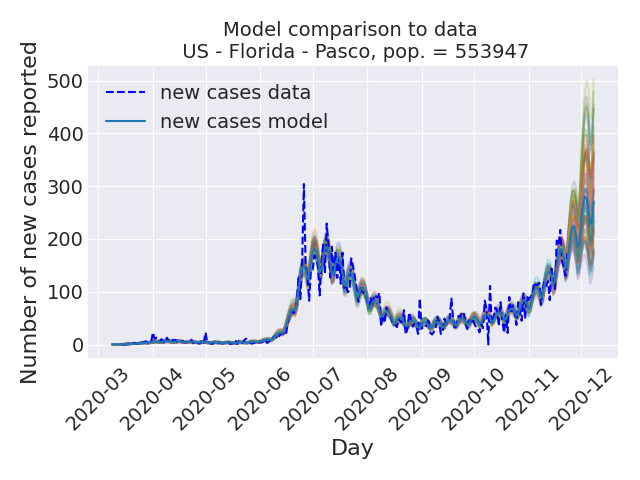 Model comparison to data
US - Florida - Pasco, pop. = 553947
Number of new cases reported
500
400
300
200
100
0
new cases data
new cases model
2020-03
2020-04
2020-05
2020-06
2020-07
2020-08
2020-09
2020-10
2020-11
2020-12
Day